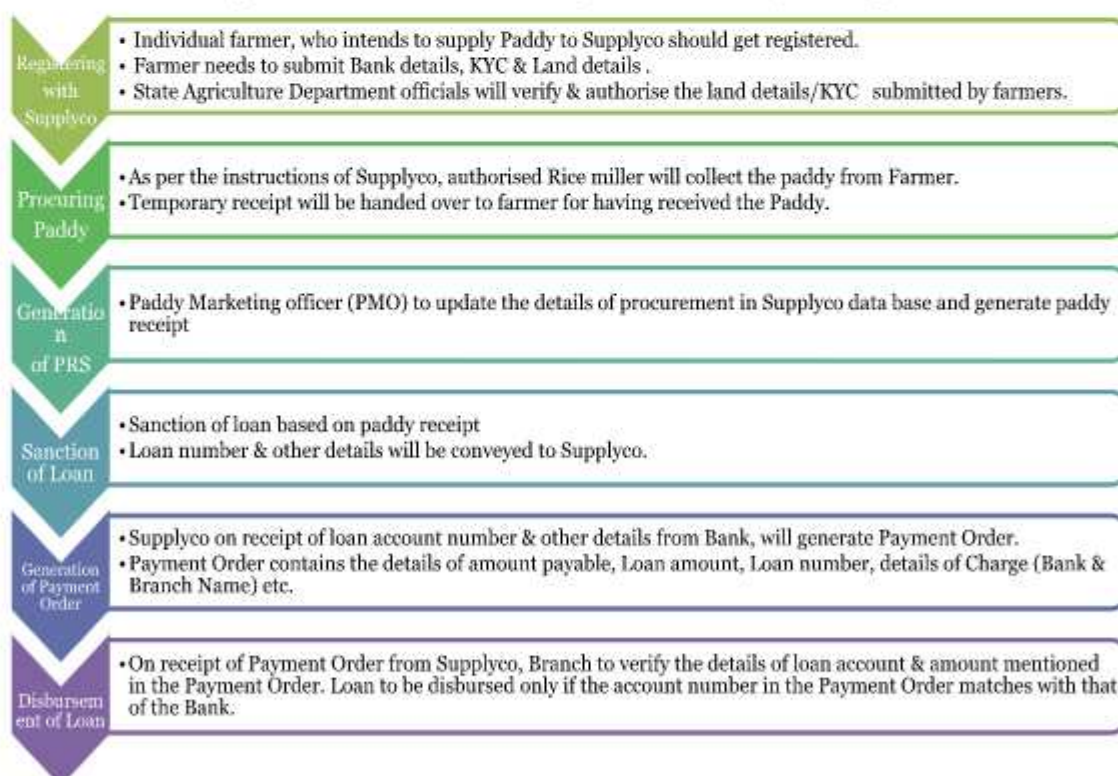 Registering
with
Supplyco
• Individual farmer, who intends to supply Paddy to Supplyco should get registered.
• Farmer needs to submit Bank details, KYC & Land details .
• State Agriculture Department officials will verify & authorise the land details/KYC submitted by farmers.
Procuring
Paddy
• As per the instructions of Supplyco, authorised Rice miller will collect the paddy from Farmer.
• Temporary receipt will be handed over to farmer for having received the Paddy.
Generatio
n
of PRS
• Paddy Marketing officer (PMO) to update the details of procurement in Supplyco data base and generate paddy
receipt
Sanction
of Loan
• Sanction of loan based on paddy receipt
• Loan number & other details will be conveyed to Supplyco.
Generation
of Payment
Order
• Supplyco on receipt of loan account number & other details from Bank, will generate Payment Order.
• Payment Order contains the details of amount payable, Loan amount, Loan number, details of Charge (Bank &
Branch Name) etc.
Disbursem
ent of Loan
• On receipt of Payment Order from Supplyco, Branch to verify the details of loan account & amount mentioned
in the Payment Order. Loan to be disbursed only if the account number in the Payment Order matches with that
of the Bank.